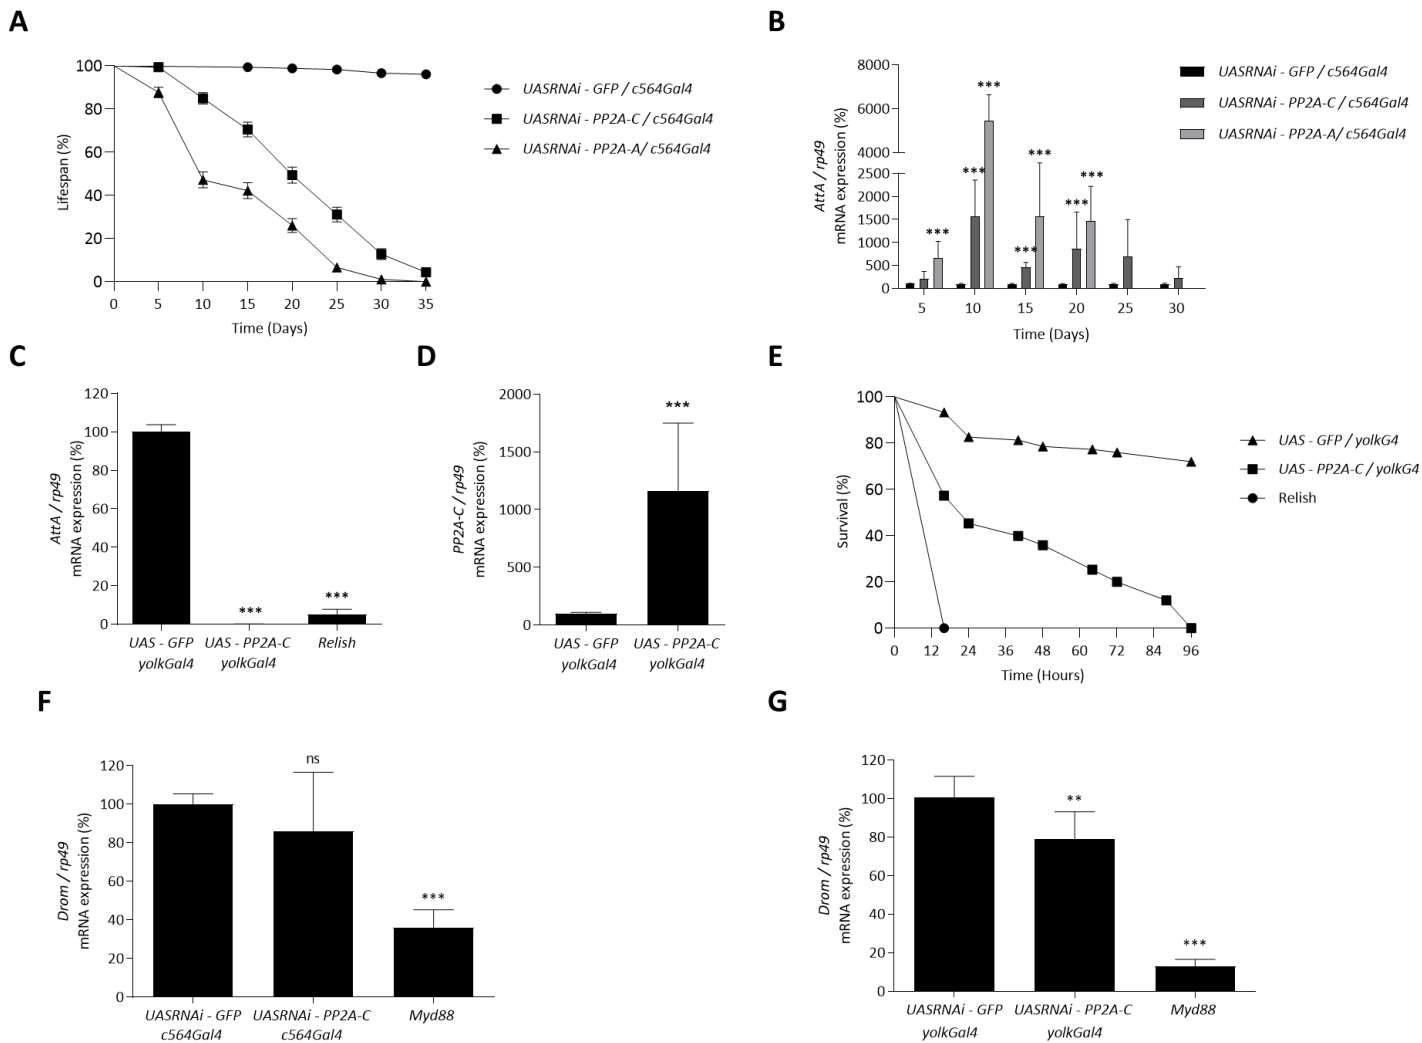 A
100
80
60
40
20
0
Lifespan (%)
0 5 10 15 20 25 30 35
Time (Days)
UASRNAi - GFP / c564Gal4
UASRNAi - PP2A-C / c564Gal4
UASRNAi - PP2A-A/ c564Gal4
B
8000
6000
4000
2500
2000
1500
1000
500
0
AttA / rp49
mRNA expression (%)
*** *** *** *** *** *** ***
5 10 15 20 25 30
Time (Days)
UASRNAi - GFP / c564Gal4
UASRNAi - PP2A-C / c564Gal4
UASRNAi - PP2A-A/ c564Gal4
C
120
100
80
60
40
20
0
AttA / rp49
mRNA expression (%)
*** ***
UAS - GFP UAS - PP2A-C Relish
yolkGal4 yolkGal4
D
2000
1500
1000
500
0
PP2A-C / rp49
mRNA expression (%)
***
UAS - GFP UAS - PP2A-C
yolkGal4 yolkGal4
E
100
80
60
40
20
0
Survival (%)
0 12 24 36 48 60 72 84 96
Time (Hours)
UAS - GFP / yolkG4
UAS - PP2A-C / yolkG4
Relish
F
120
100
80
60
40
20
0
Drom / rp49
mRNA expression (%)
ns
***
UASRNAi - GFP UASRNAi - PP2A-C Myd88
c564Gal4 c564Gal4
G
120
100
80
60
40
20
0
Drom / rp49
mRNA expression (%)
**
***
UASRNAi - GFP UASRNAi - PP2A-C Myd88
yolkGal4 yolkGal4